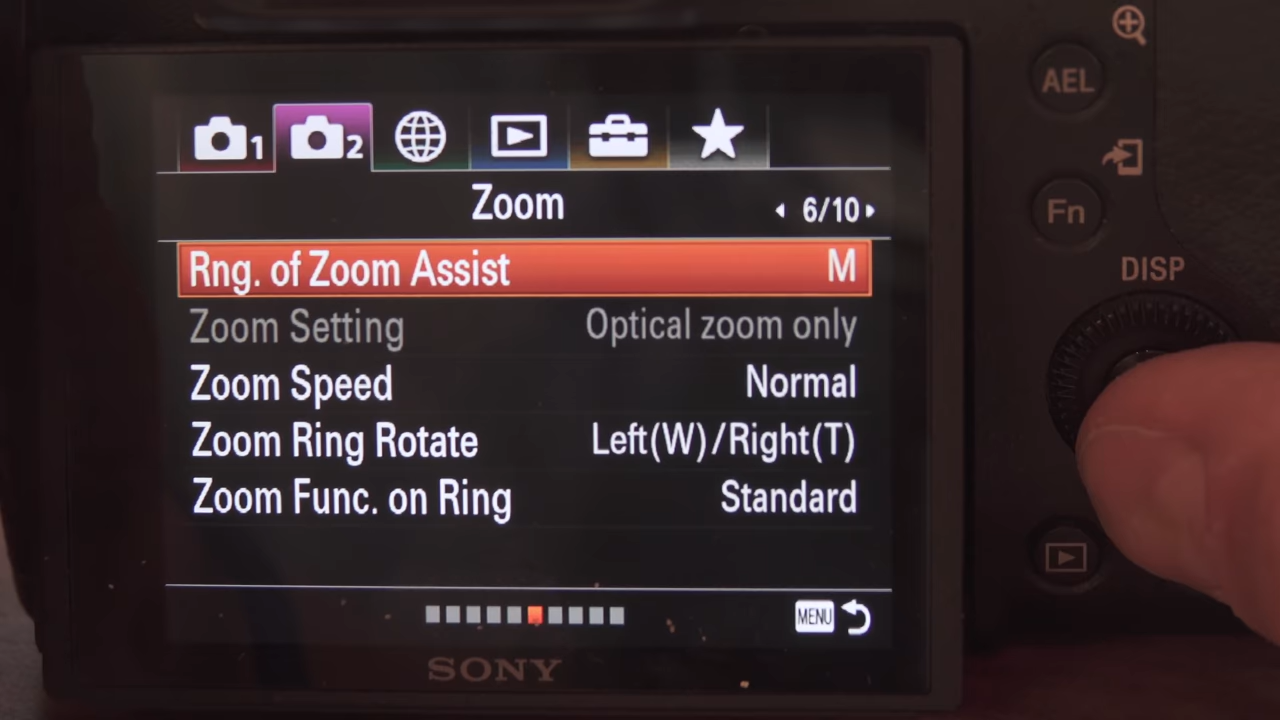 1 2
Zoom 6/10
Rng. of Zoom Assist M
Zoom Setting Optical zoom only
Zoom Speed Normal
Zoom Ring Rotate Left(W)/Right(T)
Zoom Func. on Ring Standard
MENU
SONY
AEL
Fn
DISP